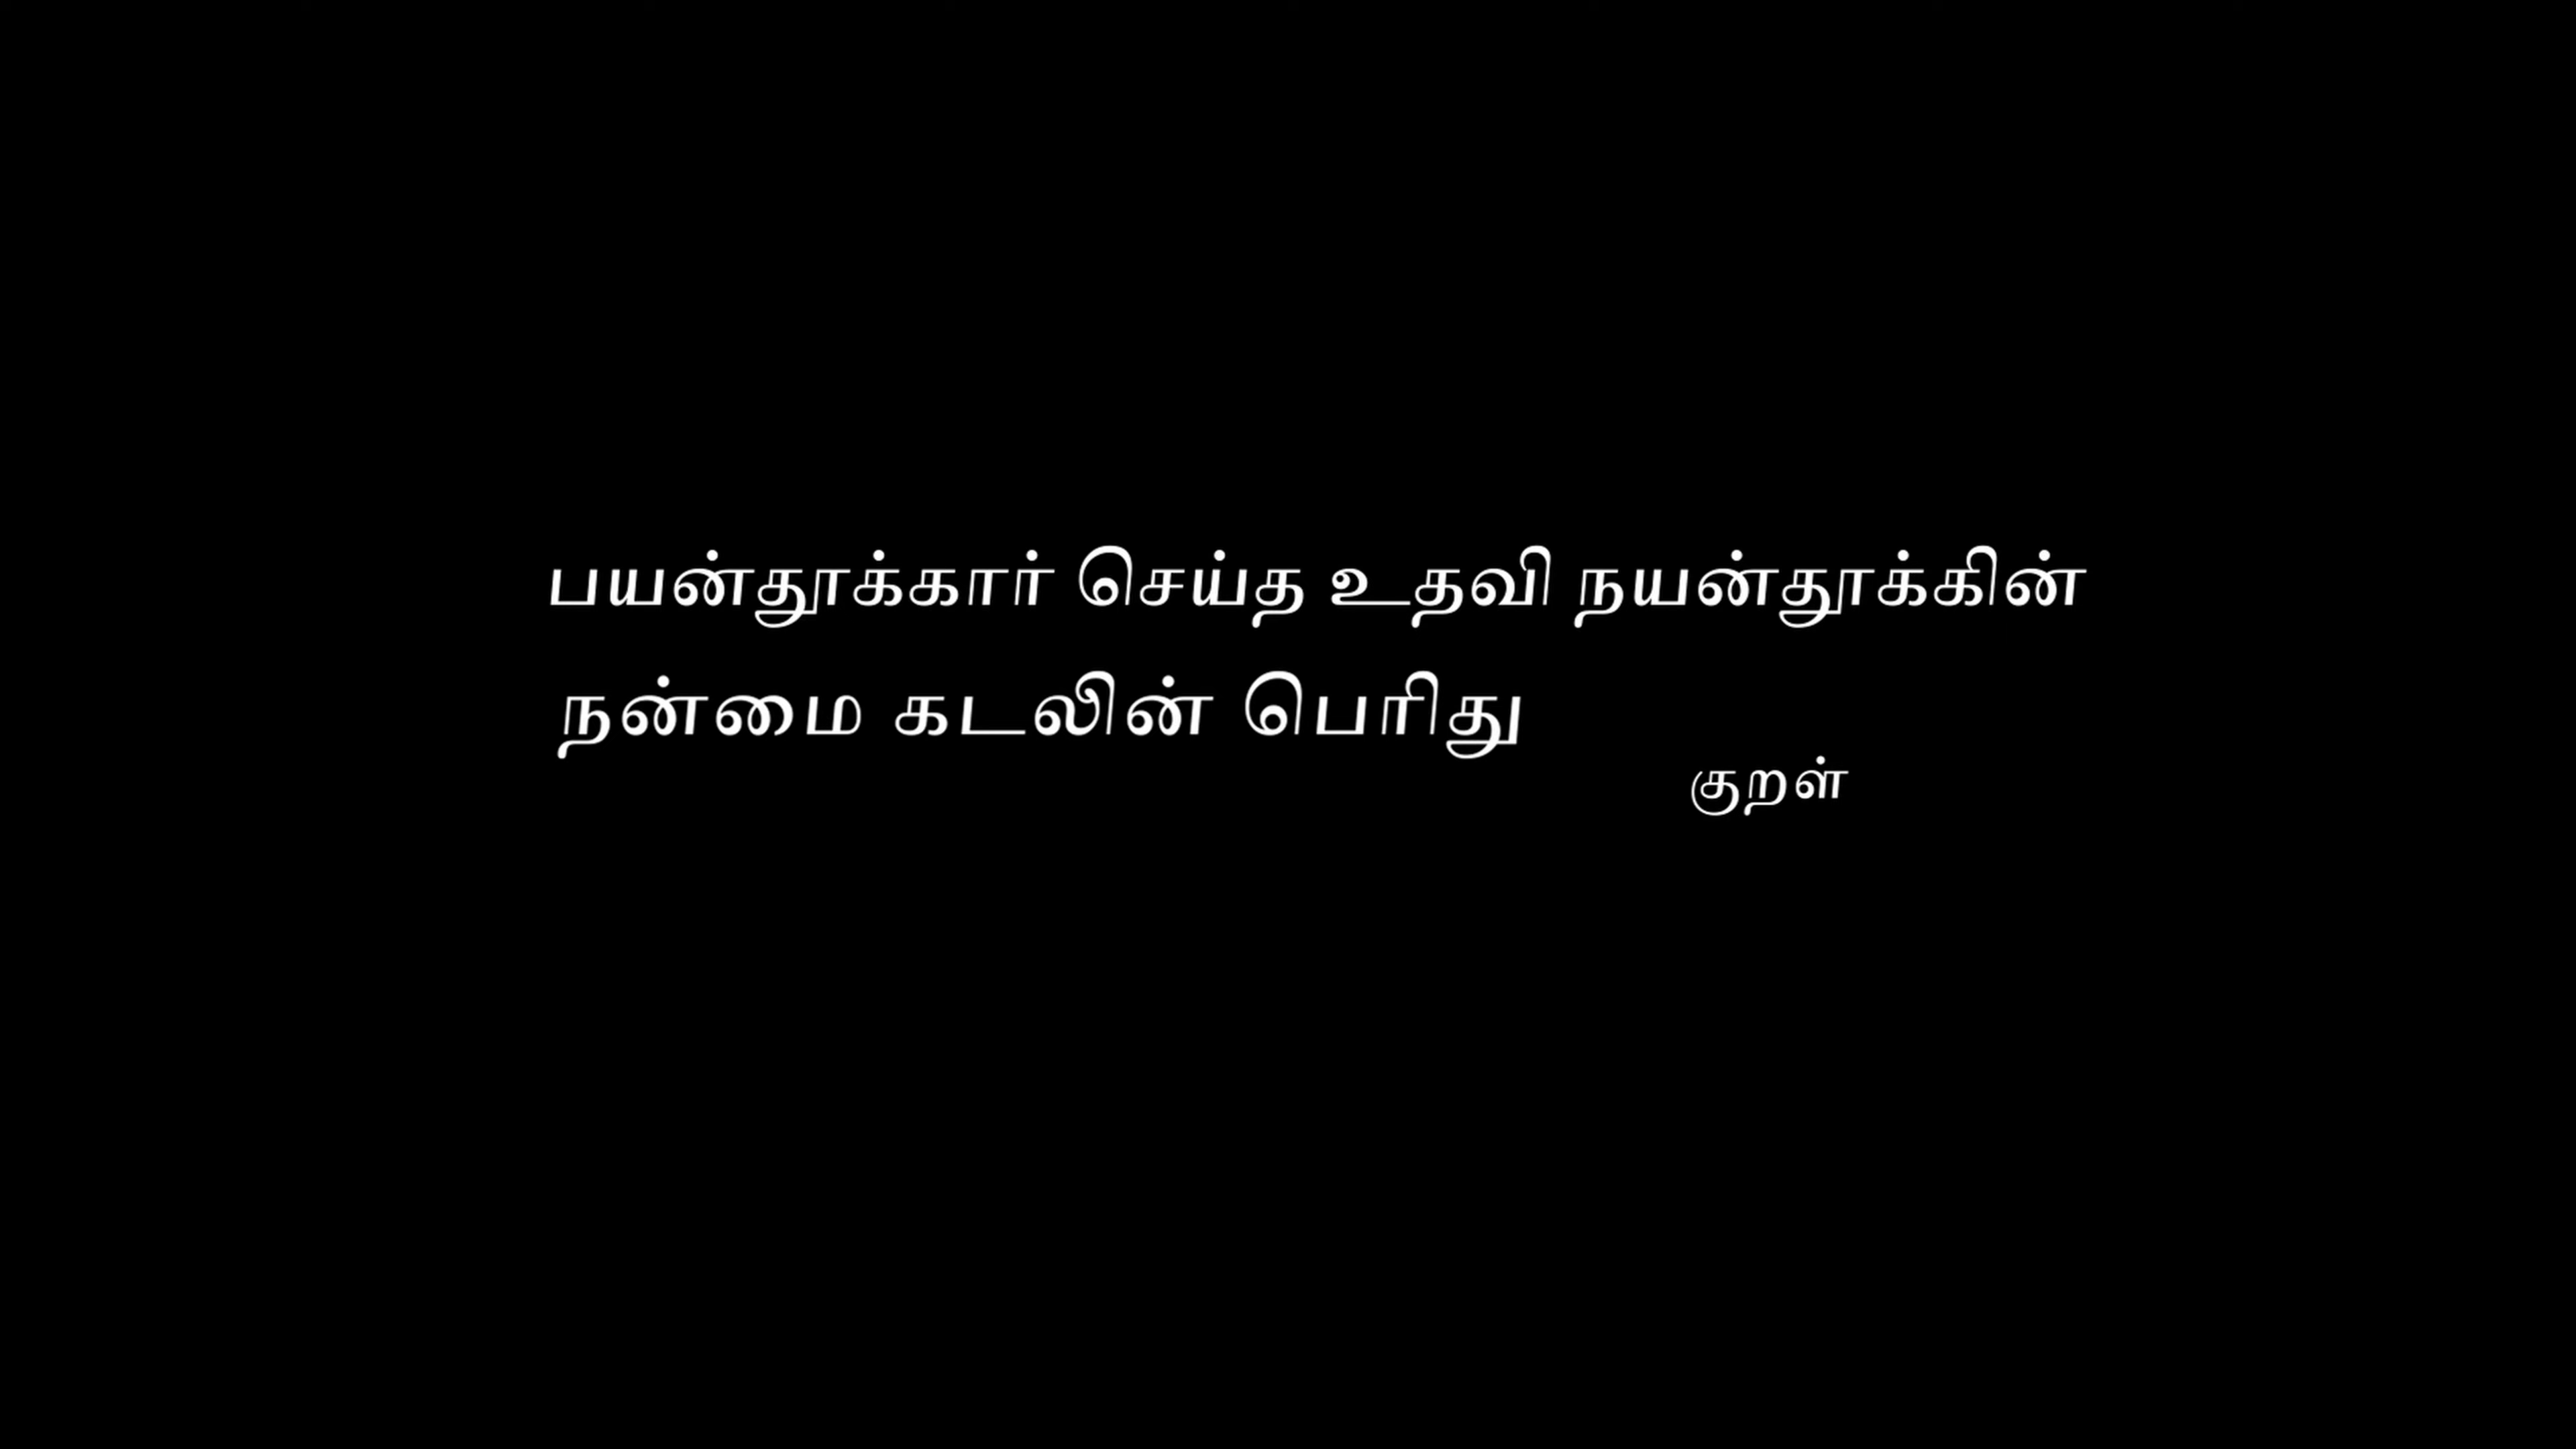 பயன்தூக்கார் செய்த உதவி நயன்தூக்கின்
நன்மை கடலின் பெரிது
குறள்